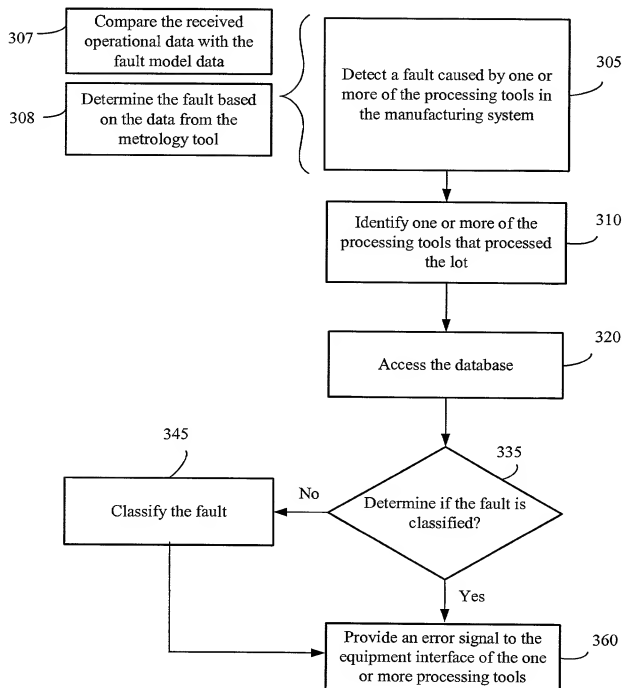 307
Compare the received
operational data with the
fault model data
308
Determine the fault based
on the data from the
metrology tool
Detect a fault caused by one or
more of the processing tools in
the manufacturing system
305
Identify one or more of the
processing tools that processed
the lot
310
Access the database
320
335
Determine if the fault is
classified?
No
345
Classify the fault
Yes
Provide an error signal to the
equipment interface of the one
or more processing tools
360